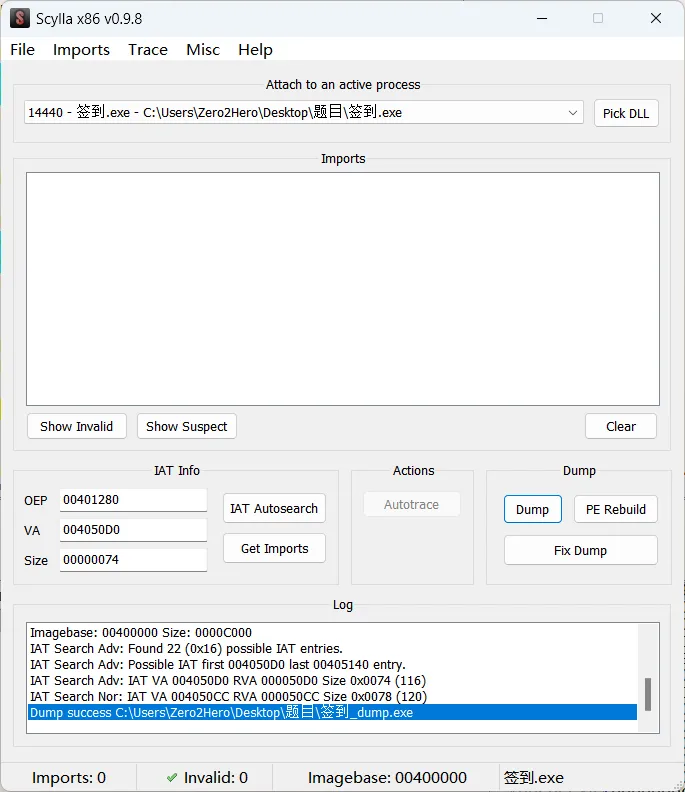 Scylla x86 v0.9.8
File Imports Trace Misc Help
Attach to an active process
14440 - 签到.exe - C:\Users\Zero2Hero\Desktop\题目\签到.exe
Pick DLL
Imports
Show Invalid
Show Suspect
Clear
IAT Info
OEP 00401280
VA 004050D0
Size 00000074
IAT Autosearch
Get Imports
Actions
Autotrace
Dump
Dump
PE Rebuild
Fix Dump
Log
Imagebase: 00400000 Size: 0000C000
IAT Search Adv: Found 22 (0x16) possible IAT entries.
IAT Search Adv: Possible IAT first 004050D0 last 00405140 entry.
IAT Search Adv: IAT VA 004050D0 RVA 000050D0 Size 0x0074 (116)
IAT Search Nor: IAT VA 004050CC RVA 000050CC Size 0x0078 (120)
Dump success C:\Users\Zero2Hero\Desktop\题目\签到_dump.exe
Imports: 0
Invalid: 0
Imagebase: 00400000
签到.exe